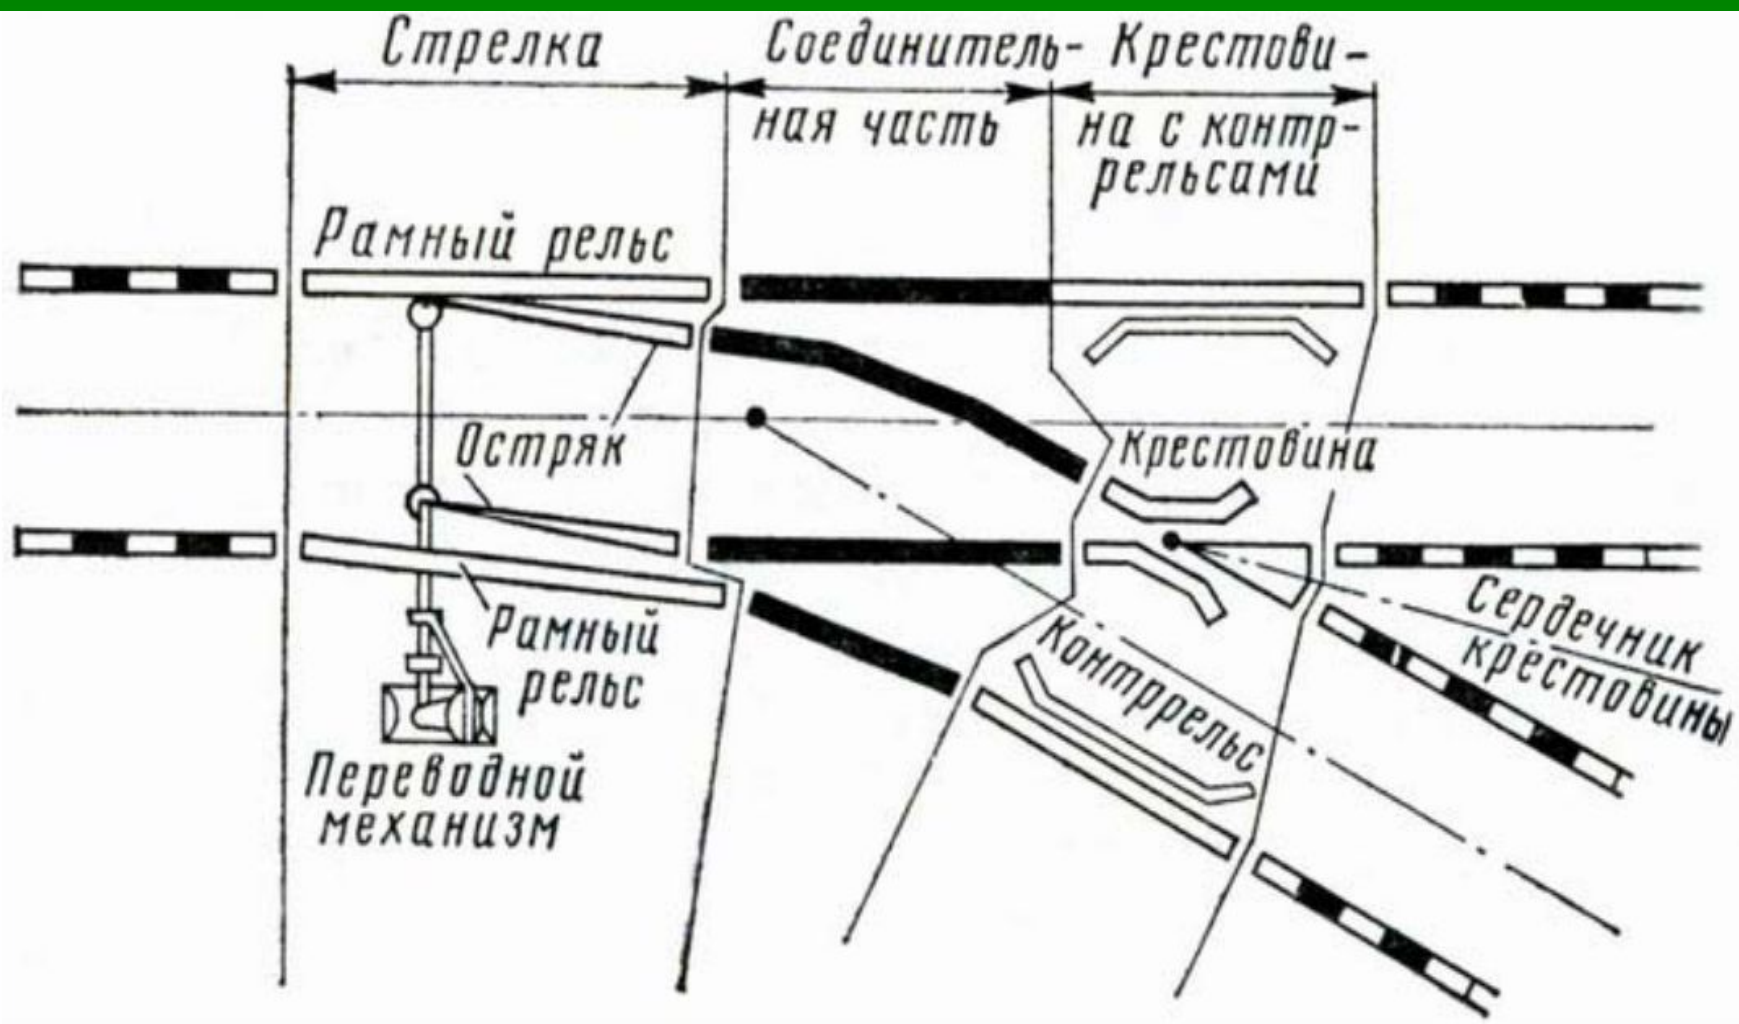 Стрелка
Соединитель-
ная часть
Крестови-
на с контр-
рельсами
Рамный рельс
Остряк
Крестовина
Рамный
рельс
Контррельс
Сердечник
крестовины
Переводной
механизм